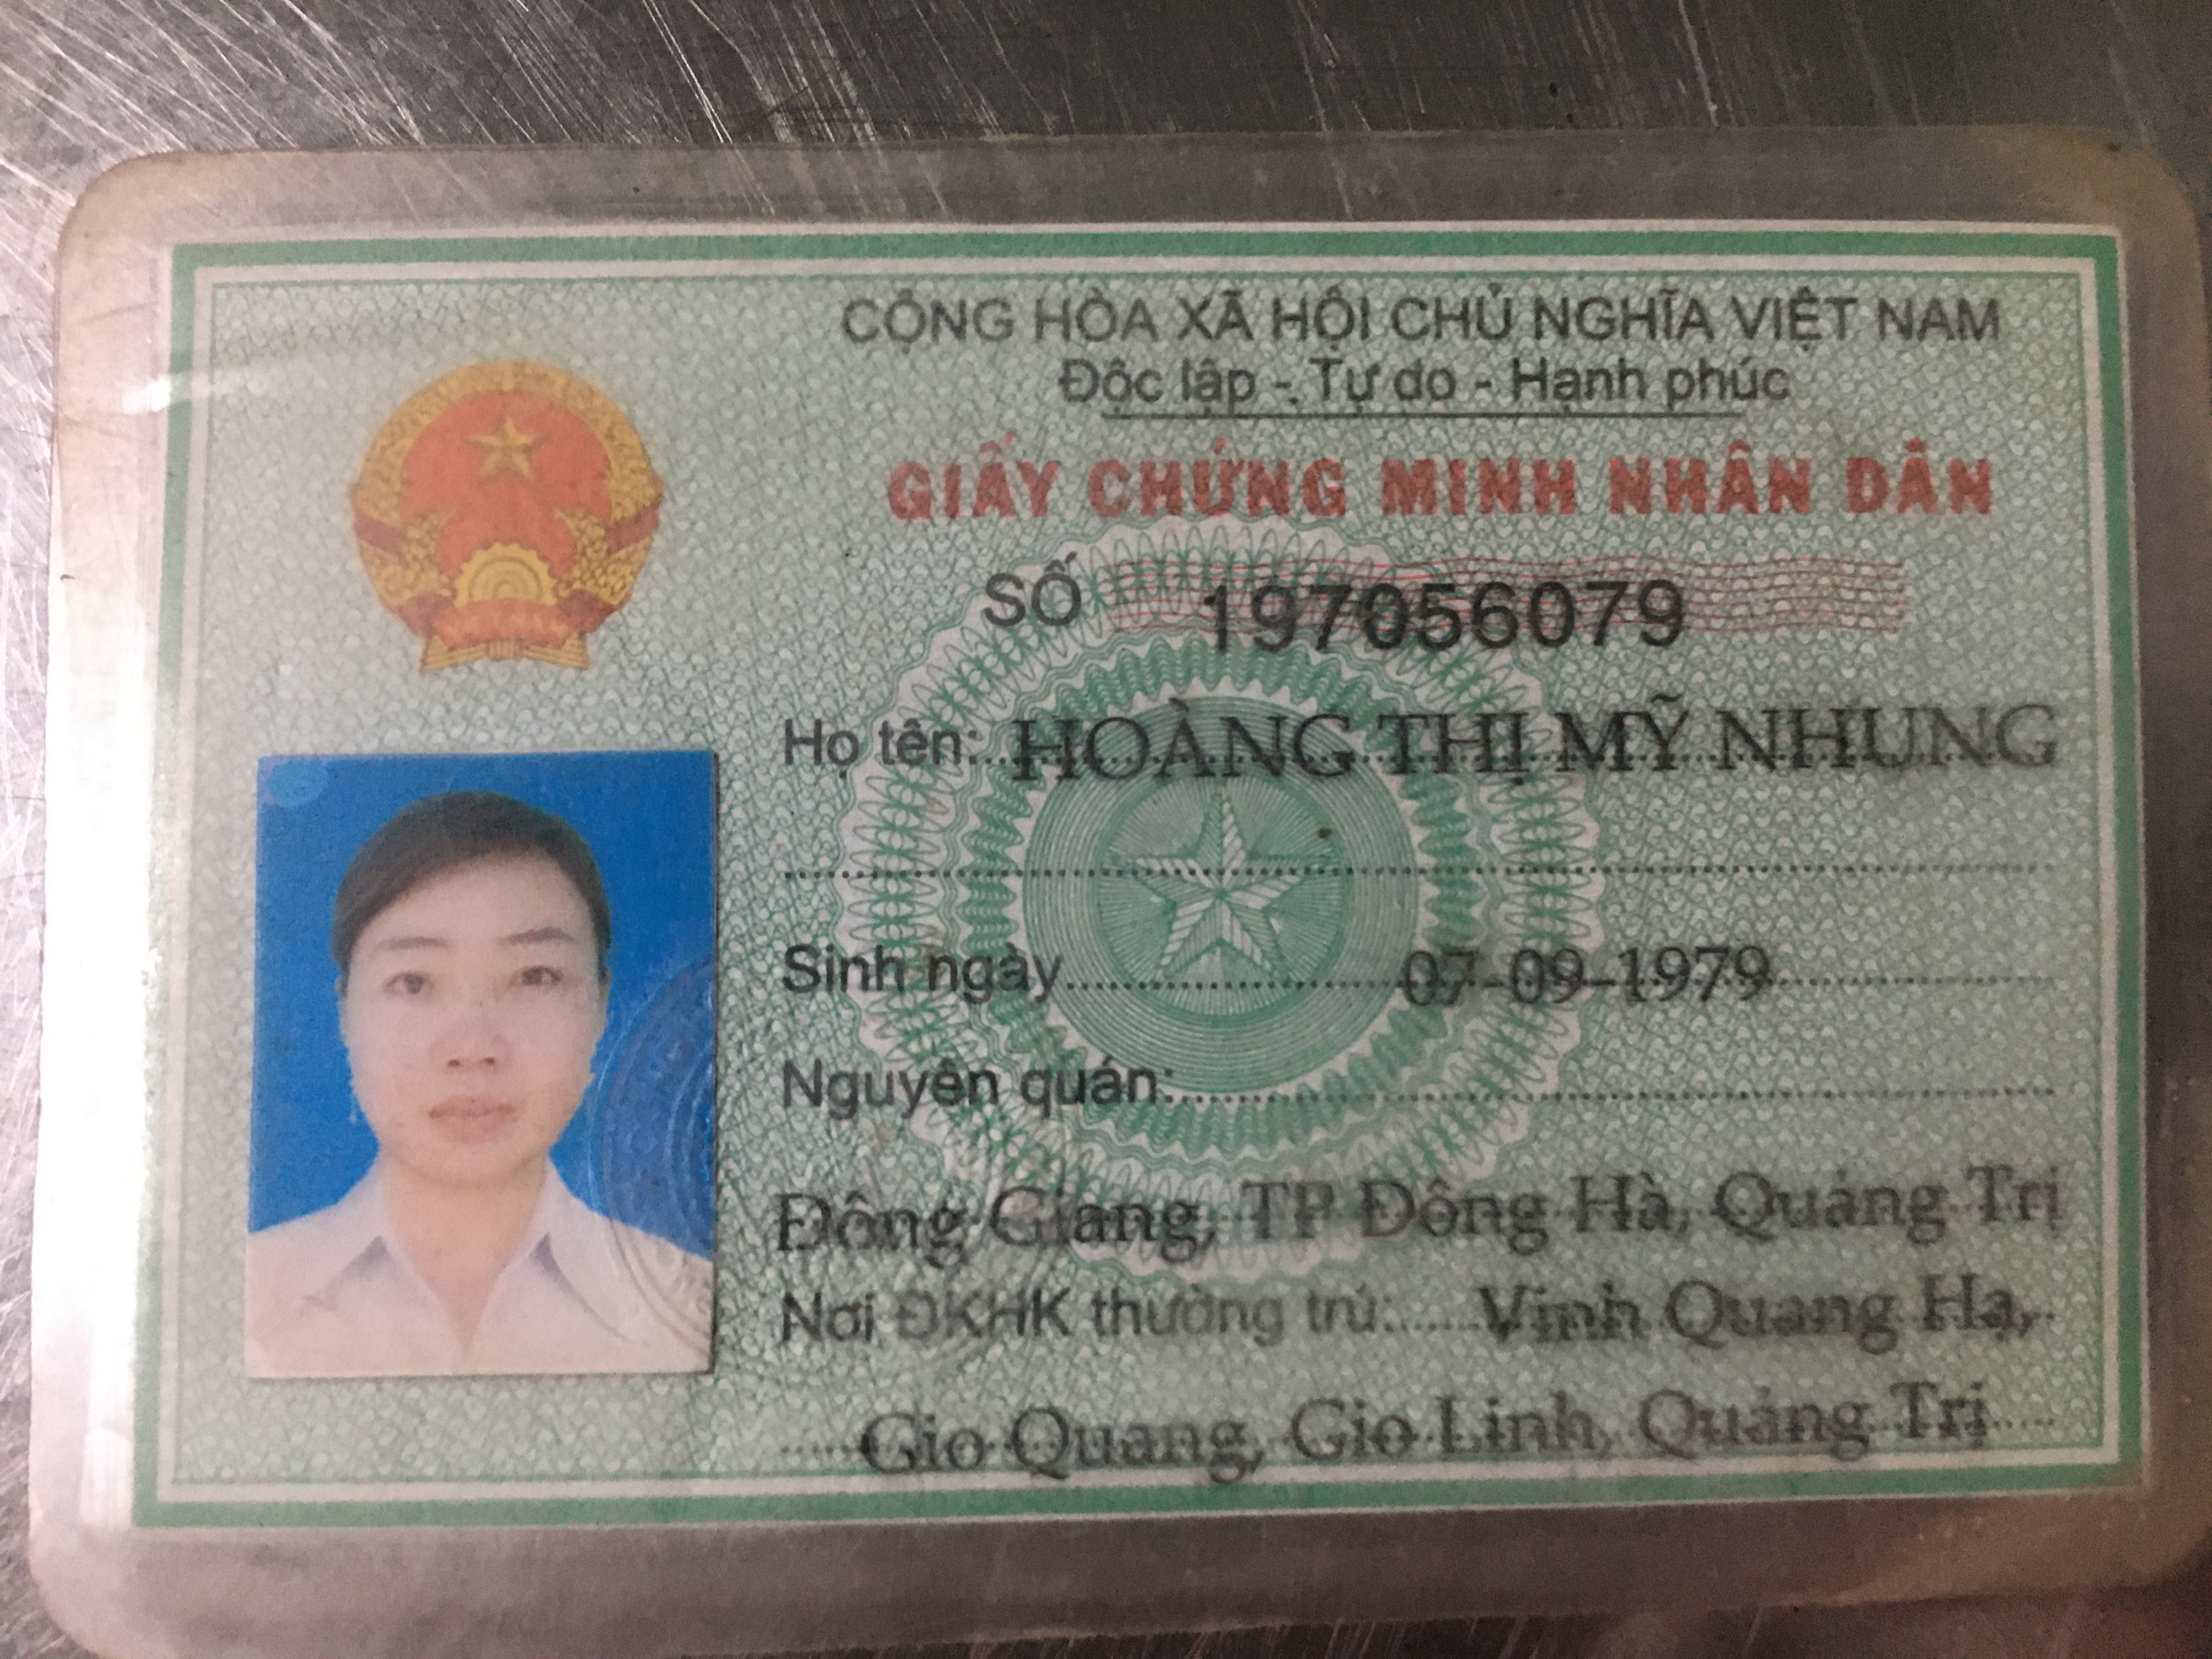 CỘNG HÒA XÃ HỘI CHỦ NGHĨA VIỆT NAM
Độc lập - Tự do - Hạnh phúc
GIẤY CHỨNG MINH NHÂN DÂN
SỐ 197056079
Họ tên: HOÀNG THỊ MỸ NHUNG
Sinh ngày 07-09-1979
Nguyên quán:
Đông Giang, TP Đông Hà, Quảng Trị
Nơi ĐKHK thường trú: Vinh Quang Hạ,
Gio Quang, Gio Linh, Quảng Trị